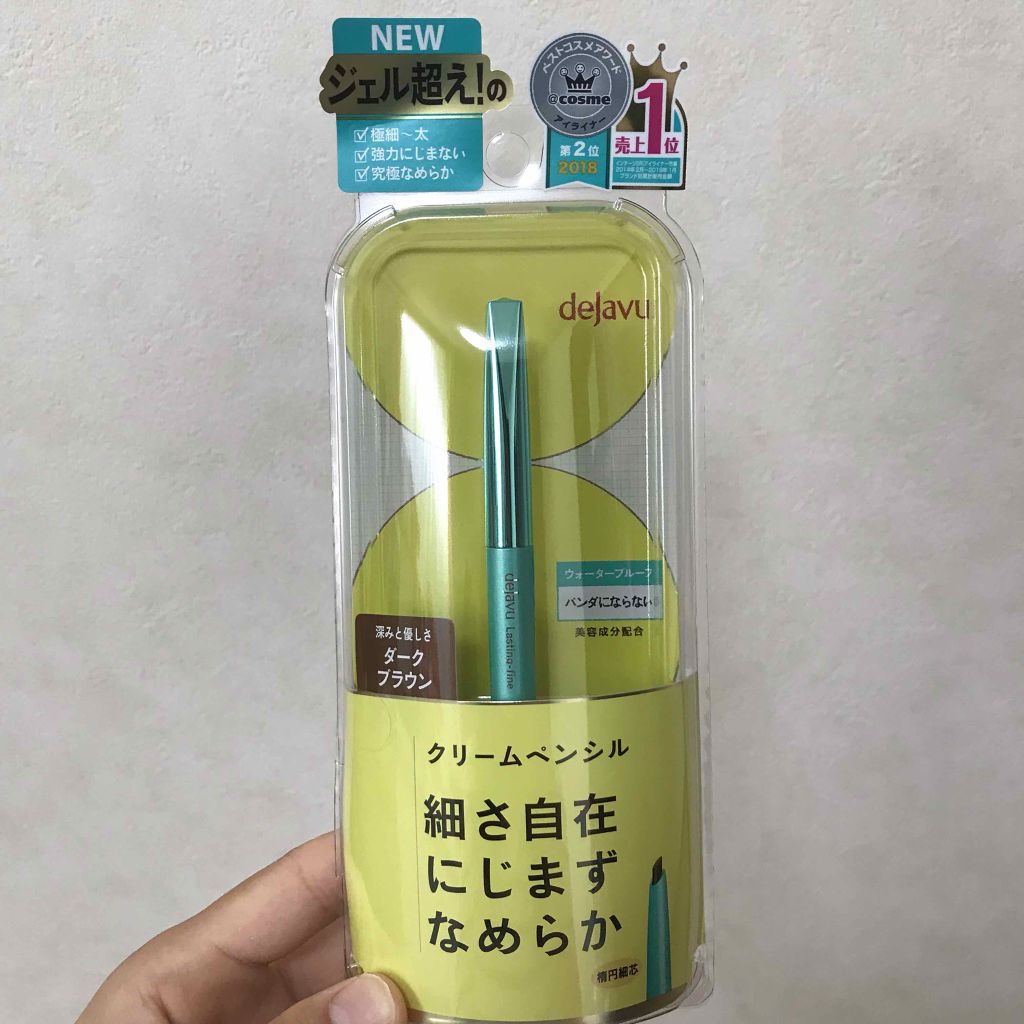 NEW
ジェル超え!の
極細~太
強力にじまない
究極なめらか
ベストコスメアワード
@cosme
アイライナー
第2位
2018
売上1位
dejavu
dejavu Lasting-fine
ウォータープルーフ
パンダにならない
美容成分配合
深みと優しさ
ダーク
ブラウン
クリームペンシル
細さ自在
にじまず
なめらか
楕円細芯